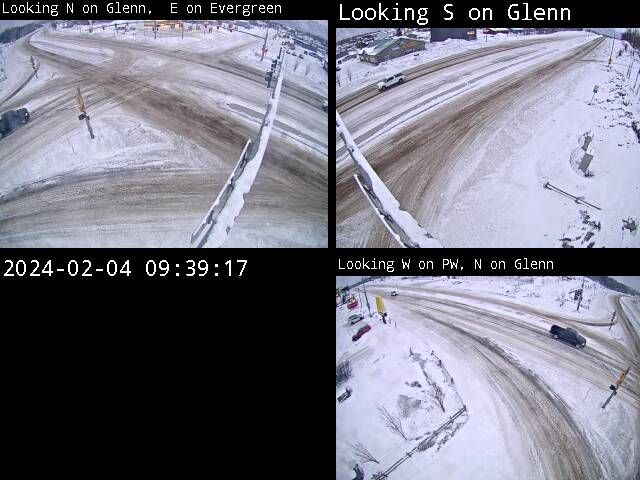 Looking N on Glenn,  E on Evergreen
Looking S on Glenn
2024-02-04 09:39:17
Looking W on PW, N on Glenn